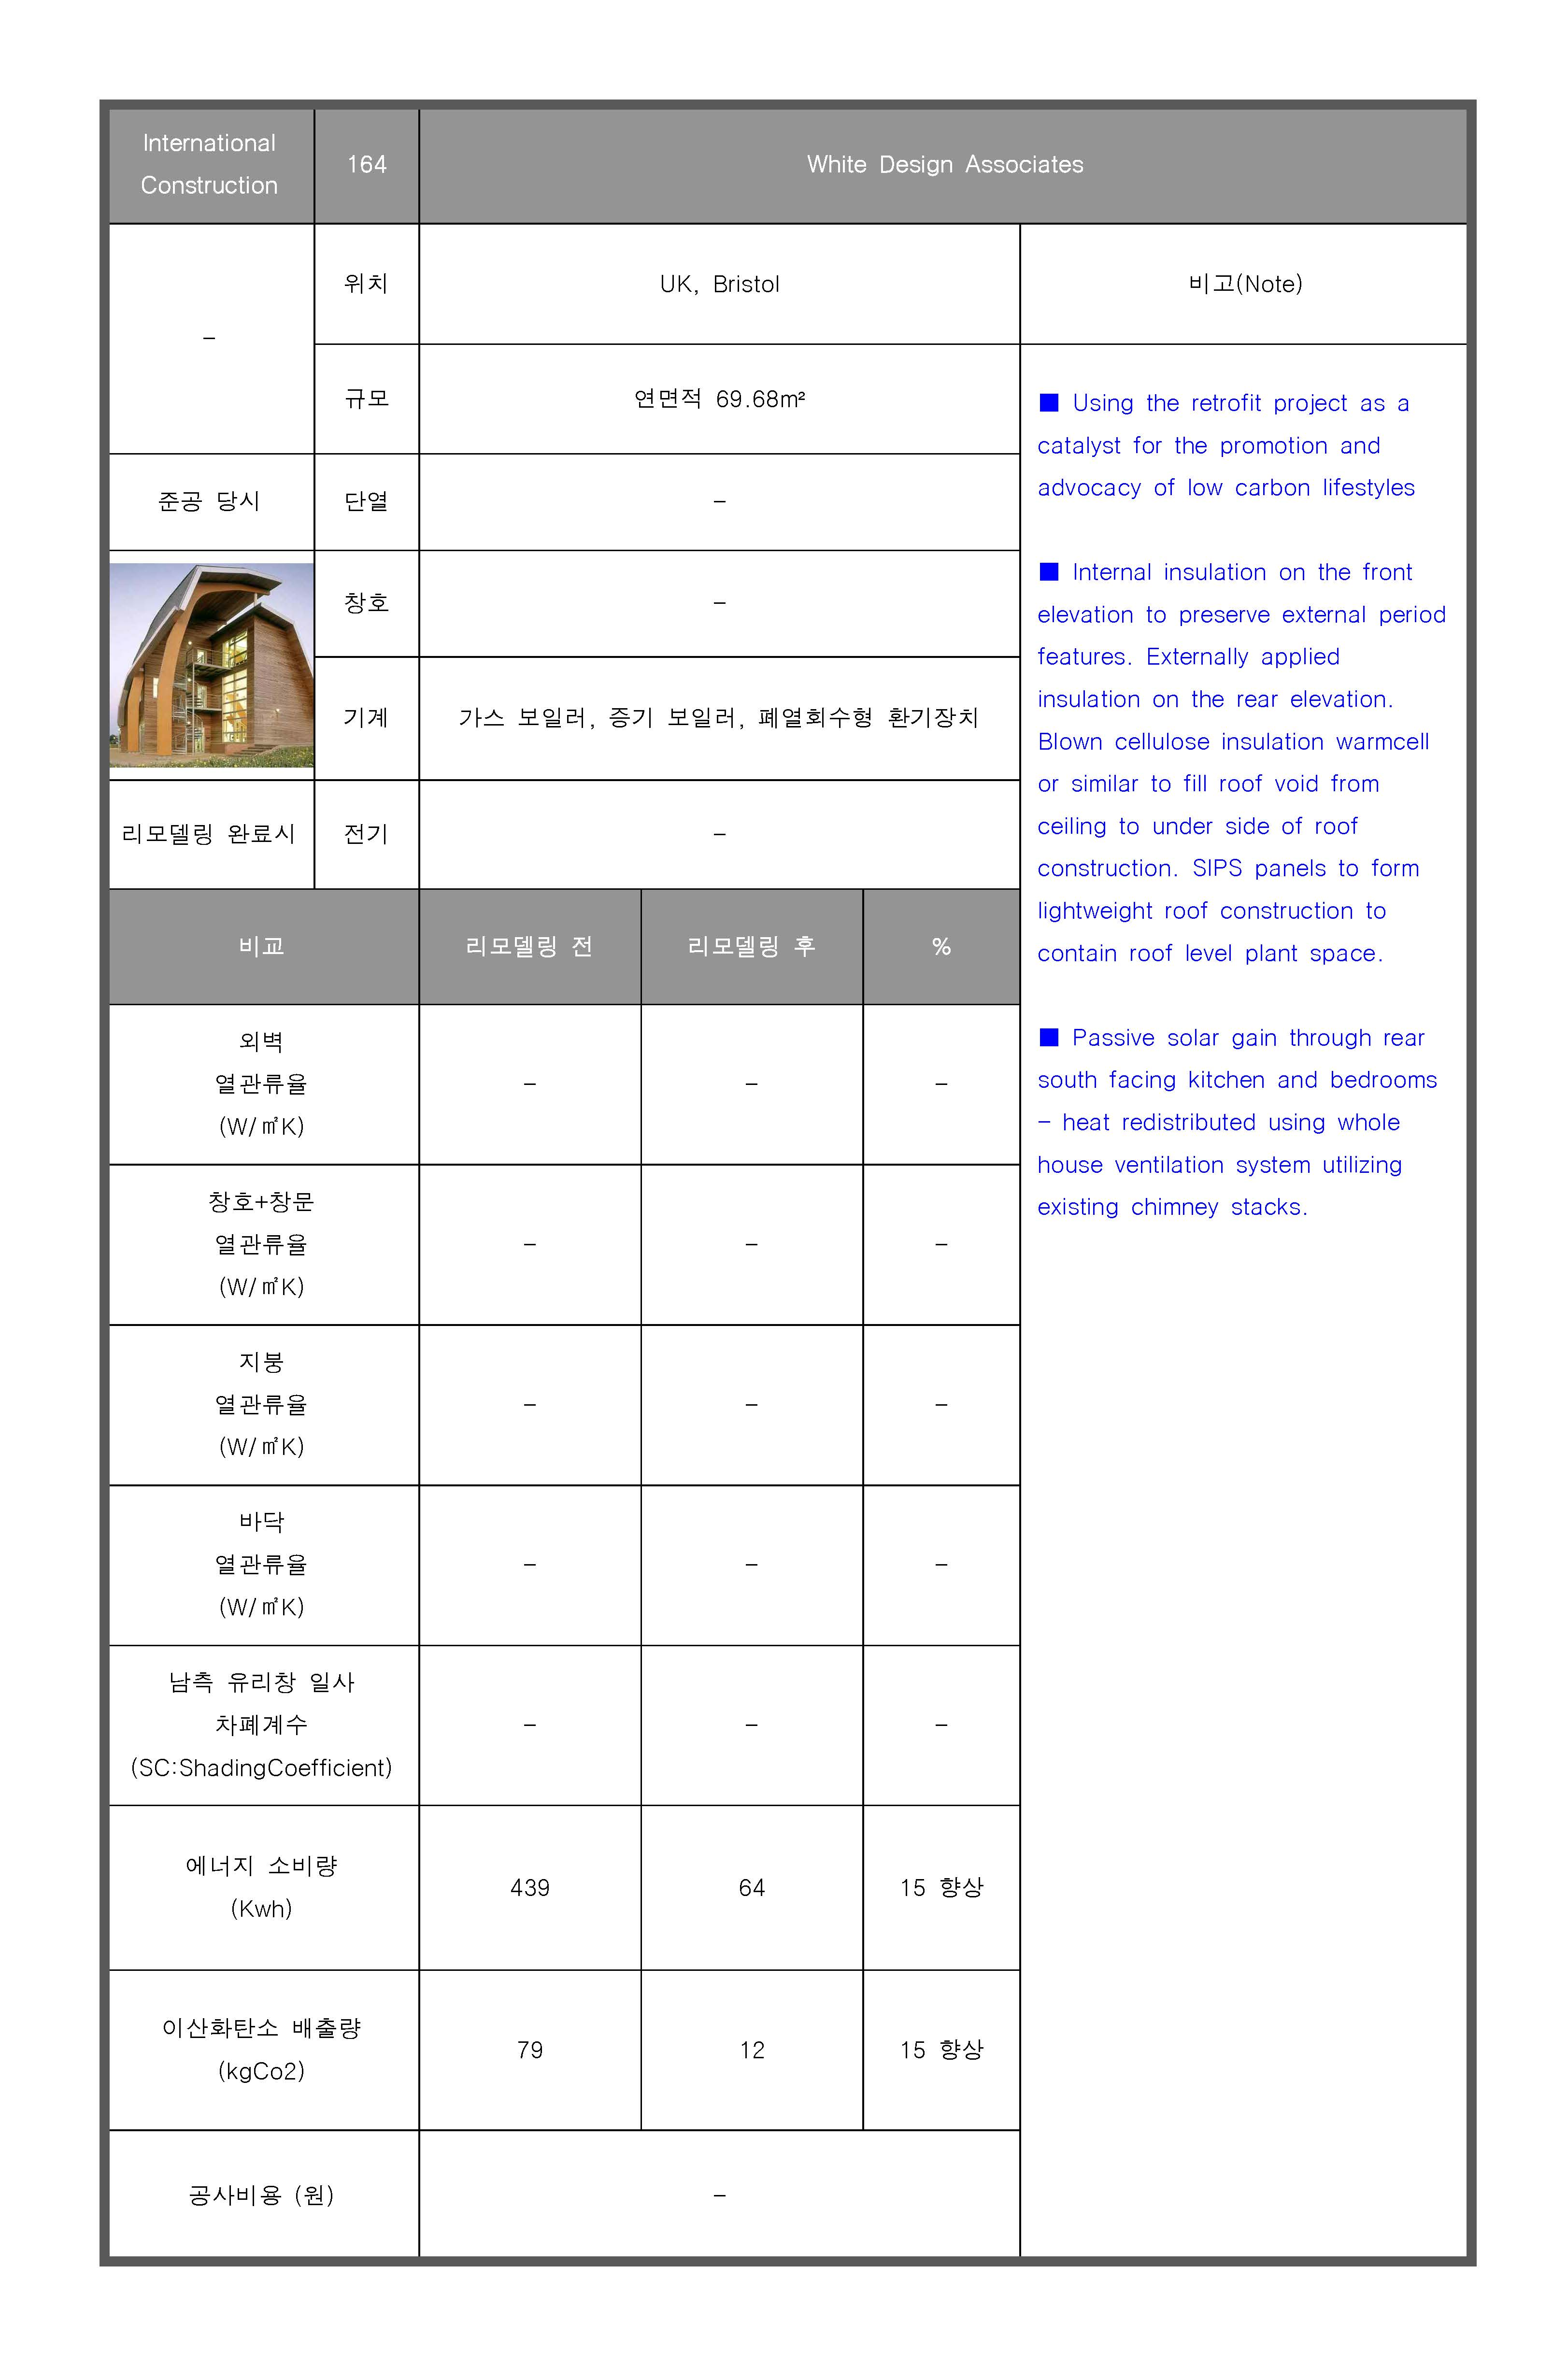 International
Construction
164
White Design Associates
–
위치
UK, Bristol
비고(Note)
규모
연면적 69.68m²
준공 당시
단열
–
창호
–
기계
가스 보일러, 증기 보일러, 폐열회수형 환기장치
리모델링 완료시
전기
–
■ Using the retrofit project as a
catalyst for the promotion and
advocacy of low carbon lifestyles
■ Internal insulation on the front
elevation to preserve external period
features. Externally applied
insulation on the rear elevation.
Blown cellulose insulation warmcell
or similar to fill roof void from
ceiling to under side of roof
construction. SIPS panels to form
lightweight roof construction to
contain roof level plant space.
■ Passive solar gain through rear
south facing kitchen and bedrooms
– heat redistributed using whole
house ventilation system utilizing
existing chimney stacks.
비교
리모델링 전
리모델링 후
%
외벽
열관류율
(W/㎡K)
–
–
–
창호+창문
열관류율
(W/㎡K)
–
–
–
지붕
열관류율
(W/㎡K)
–
–
–
바닥
열관류율
(W/㎡K)
–
–
–
남측 유리창 일사
차폐계수
(SC:ShadingCoefficient)
–
–
–
에너지 소비량
(Kwh)
439
64
15 향상
이산화탄소 배출량
(kgCo2)
79
12
15 향상
공사비용 (원)
–